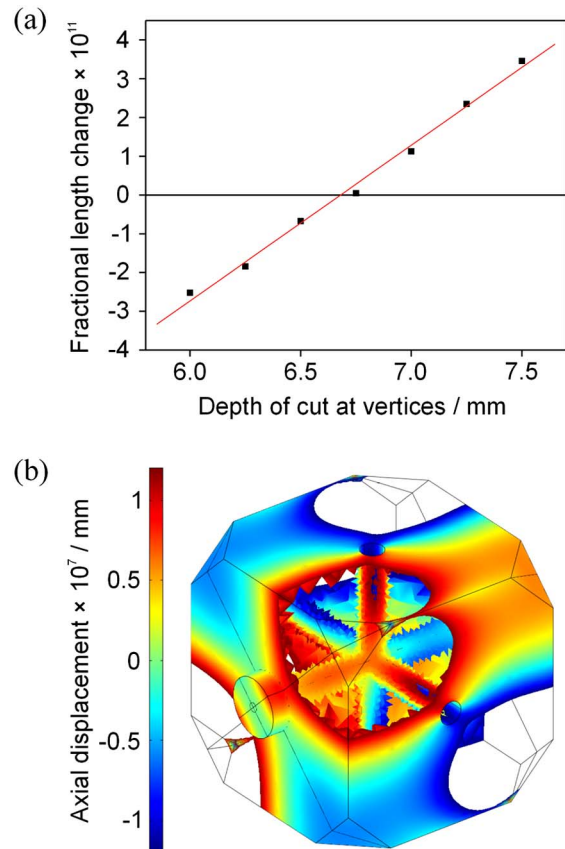 (a)
Fractional length change × 10¹¹
4
3
2
1
0
-1
-2
-3
-4
6.0 6.5 7.0 7.5
Depth of cut at vertices / mm
(b)
Axial displacement × 10⁷ / mm
1
0.5
0
-0.5
-1